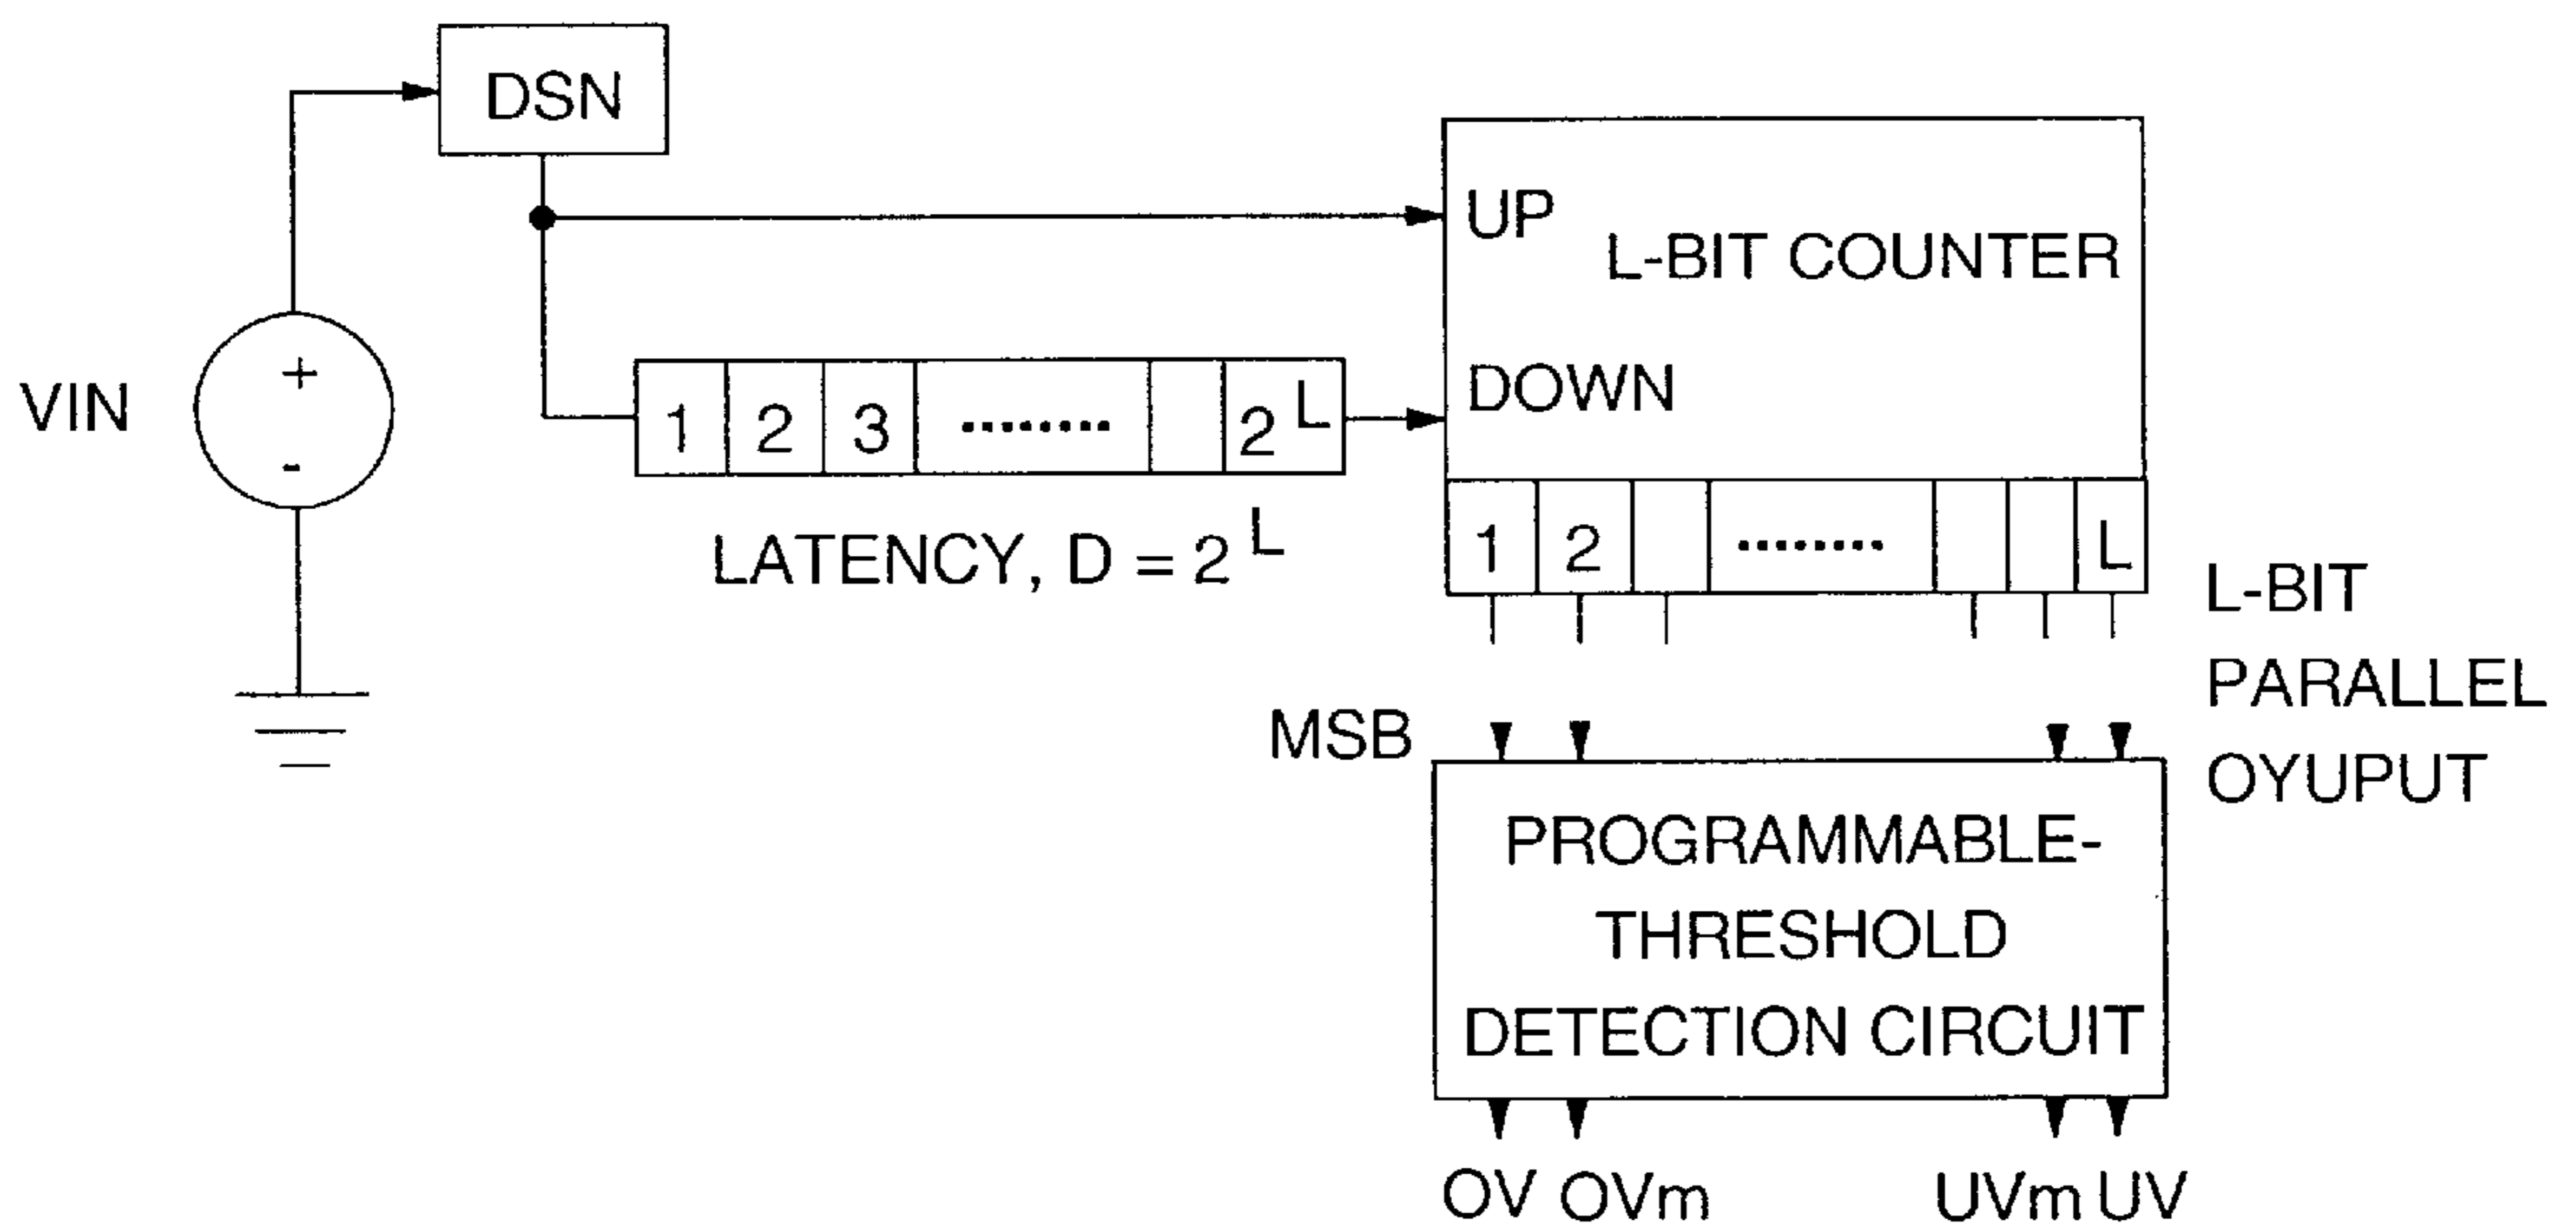 DSN
VIN
UP
L-BIT COUNTER
DOWN
1 2 3 ........ 2^L
LATENCY, D = 2^L
1 2 ........ L
L-BIT
PARALLEL
OYUPUT
MSB
PROGRAMMABLE-
THRESHOLD
DETECTION CIRCUIT
OV OVm UVm UV
+
-